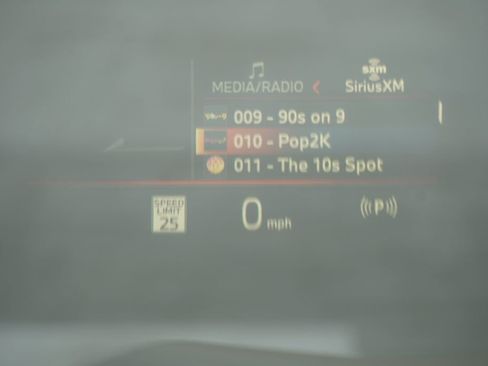 sxm
MEDIA/RADIO SiriusXM
009 - 90s on 9
010 - Pop2K
011 - The 10s Spot
SPEED
LIMIT
25
0 mph
((P))